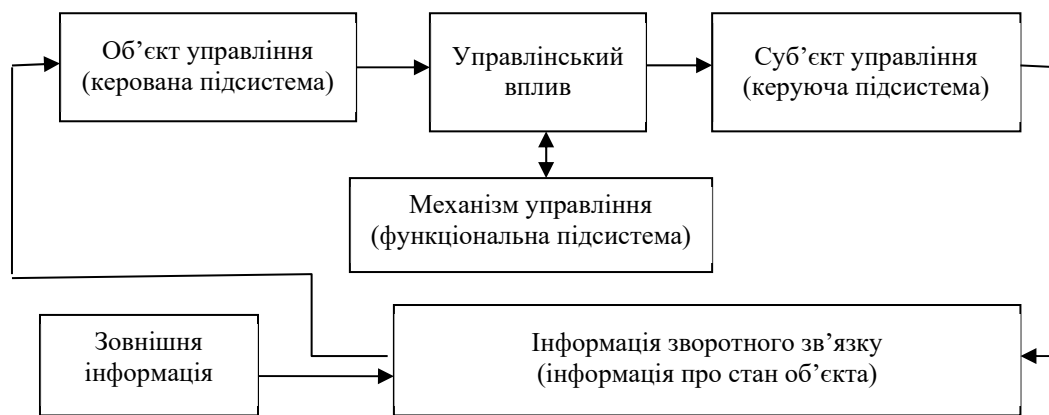 Об’єкт управління
(керована підсистема)
Управлінський
вплив
Суб’єкт управління
(керуюча підсистема)
Механізм управління
(функціональна підсистема)
Зовнішня
інформація
Інформація зворотного зв’язку
(інформація про стан об’єкта)